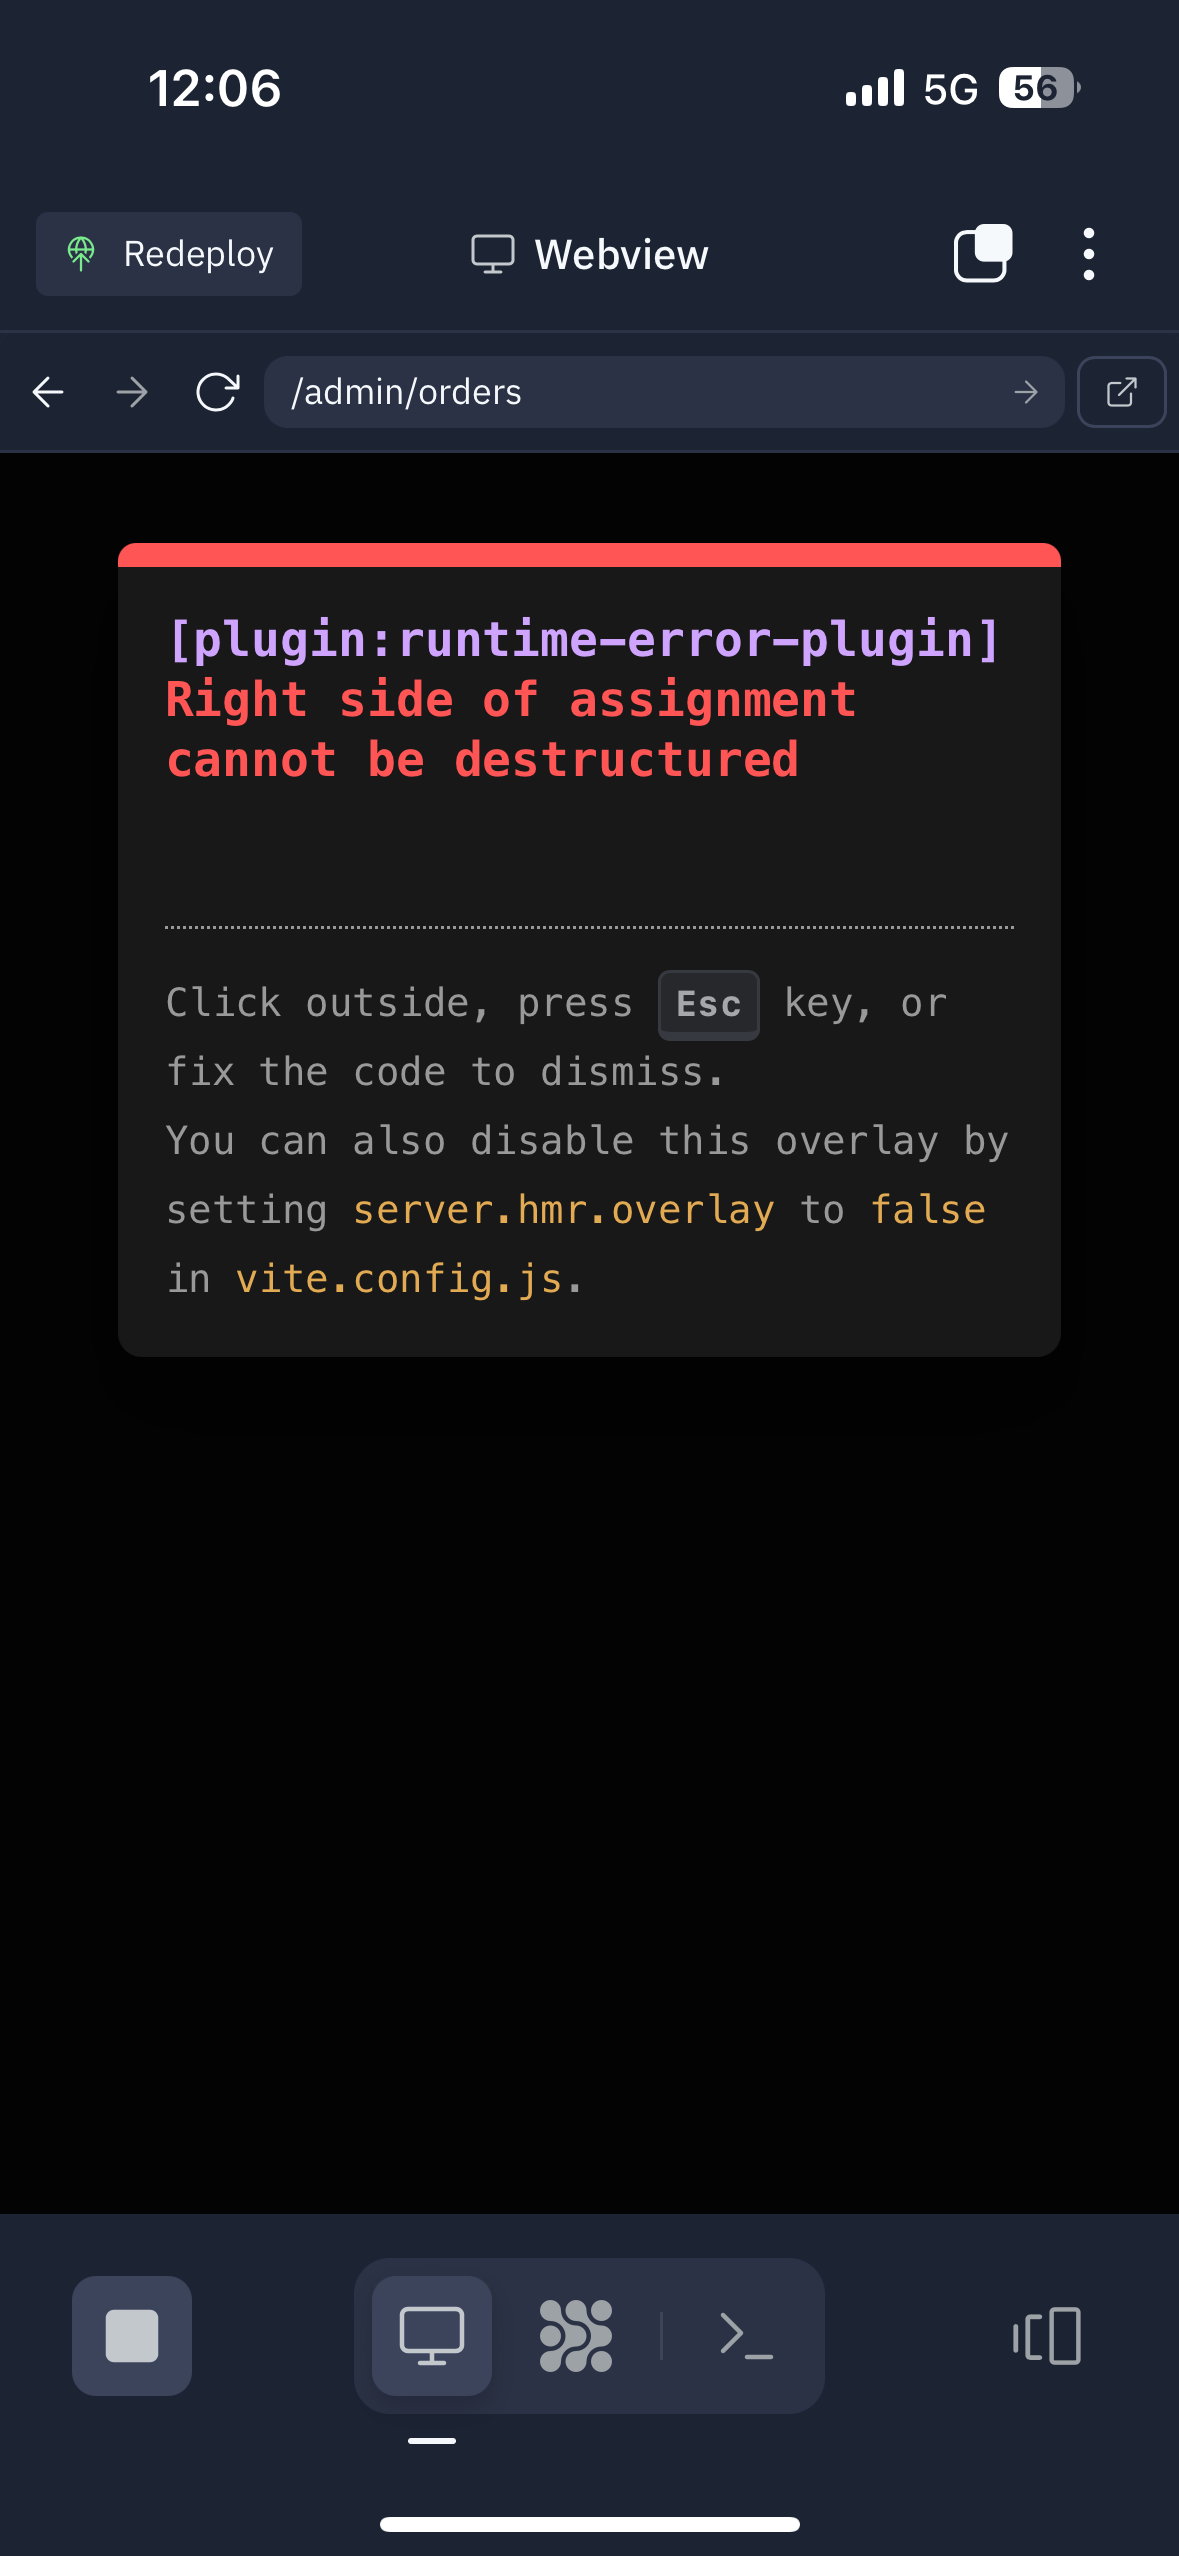 12:06
5G 56
Redeploy
Webview
/admin/orders
[plugin:runtime-error-plugin]
Right side of assignment
cannot be destructured
Click outside, press Esc key, or
fix the code to dismiss.
You can also disable this overlay by
setting server.hmr.overlay to false
in vite.config.js.